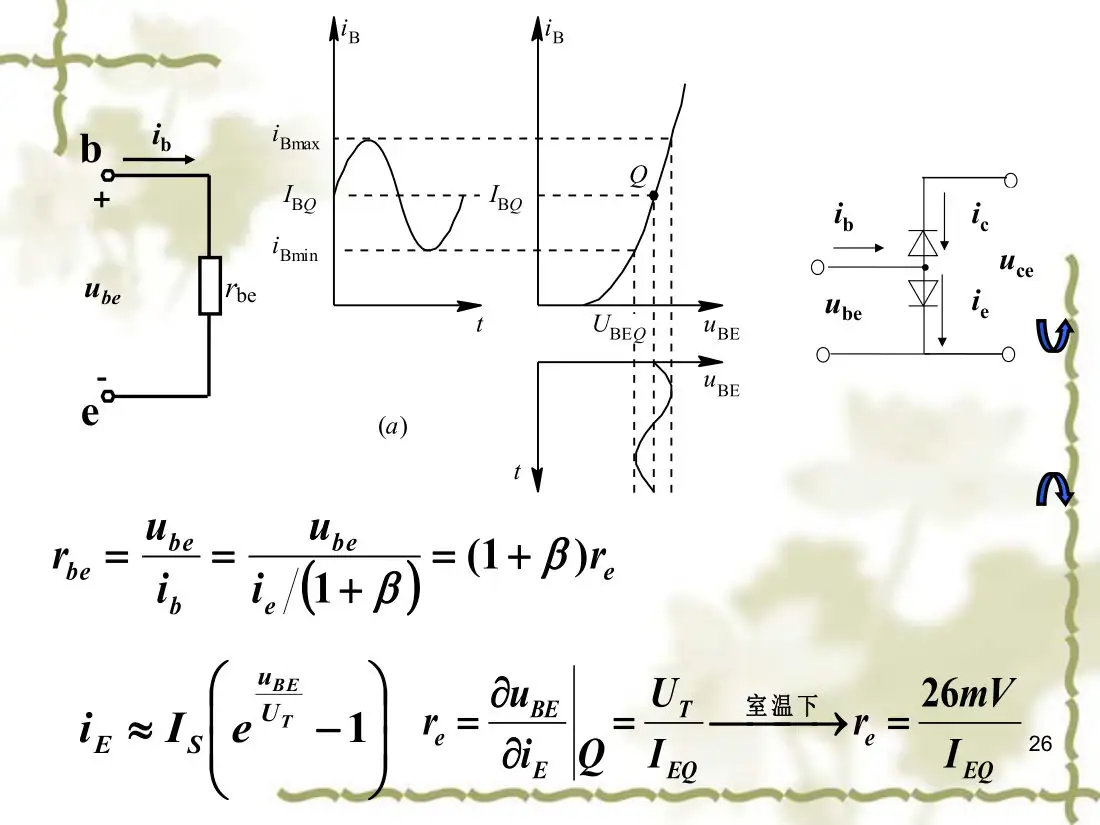 b
i_b
+
u_be
r_be
-
e
i_B
i_Bmax
I_BQ
i_Bmin
t
(a)
i_B
I_BQ
Q
U_BEQ
u_BE
u_BE
t
i_b
i_c
u_ce
u_be
i_e
r_be = u_be / i_b = u_be / (i_e/(1+β)) = (1+β)r_e
i_E ≈ I_S (e^(u_BE/U_T) − 1) r_e = ∂u_BE/∂i_E |_Q = U_T/I_EQ 室温下→ r_e = 26mV/I_EQ
26